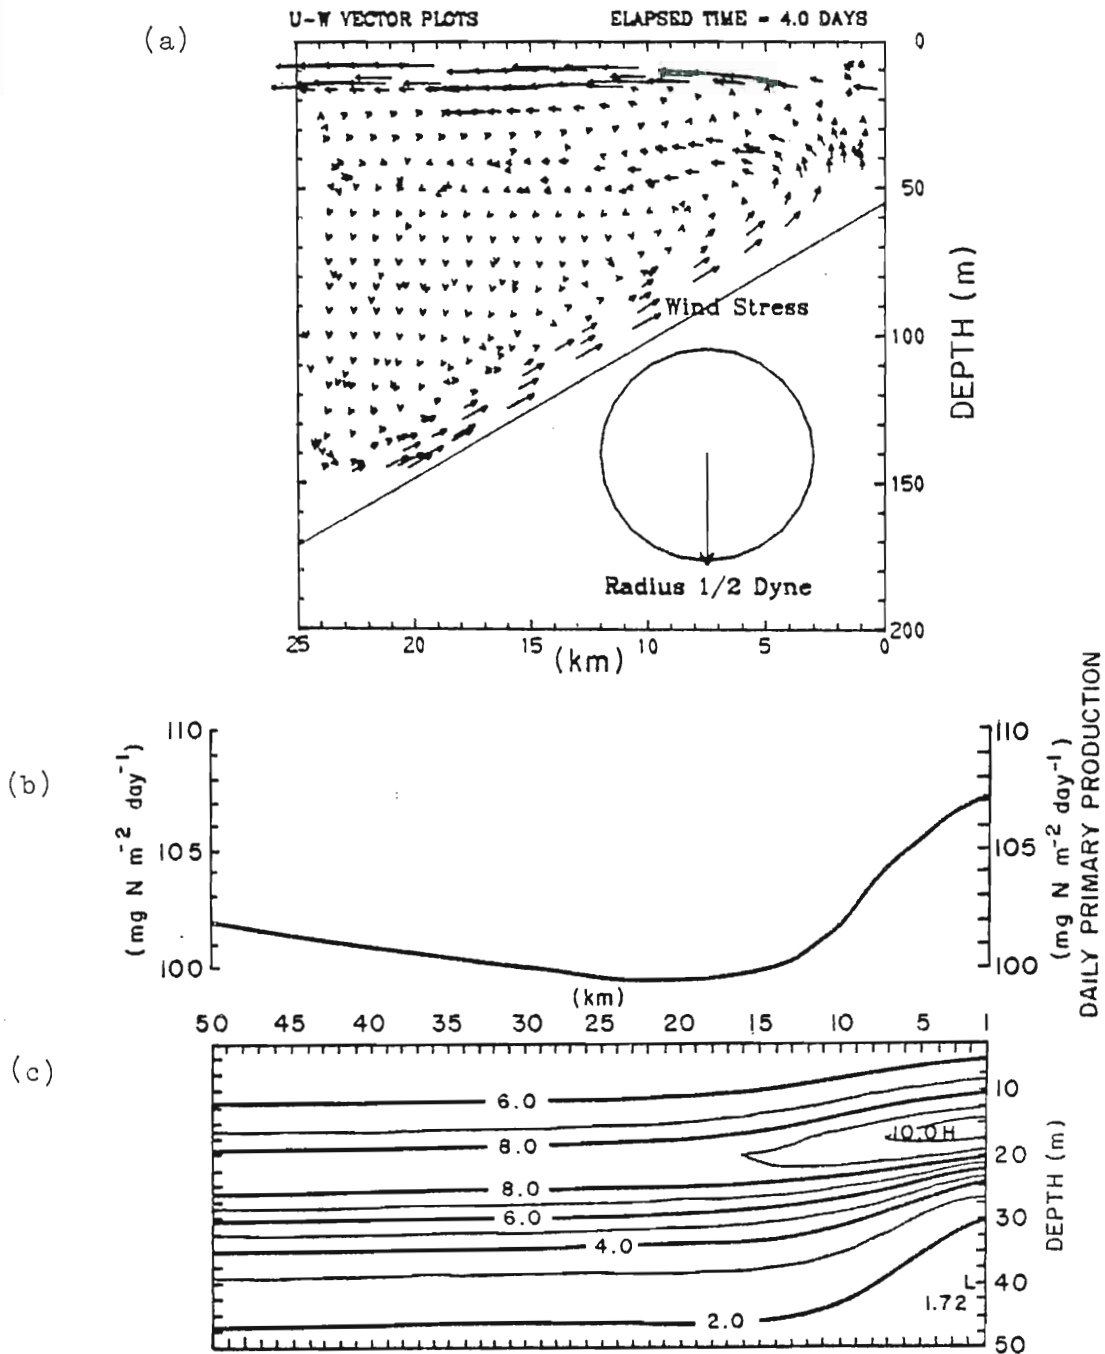 U-W VECTOR PLOTS ELAPSED TIME = 4.0 DAYS
(a)
0
50
100
150
200
DEPTH (m)
Wind Stress
Radius 1/2 Dyne
25 20 15 10 5 0
(km)
(b)
110
105
100
(mg N m⁻² day⁻¹)
110
105
100
(mg N m⁻² day⁻¹)
DAILY PRIMARY PRODUCTION
(km)
50 45 40 35 30 25 20 15 10 5 1
(c)
6.0
8.0
10.0 H
8.0
6.0
4.0
2.0
L
1.72
10
20
30
40
50
DEPTH (m)